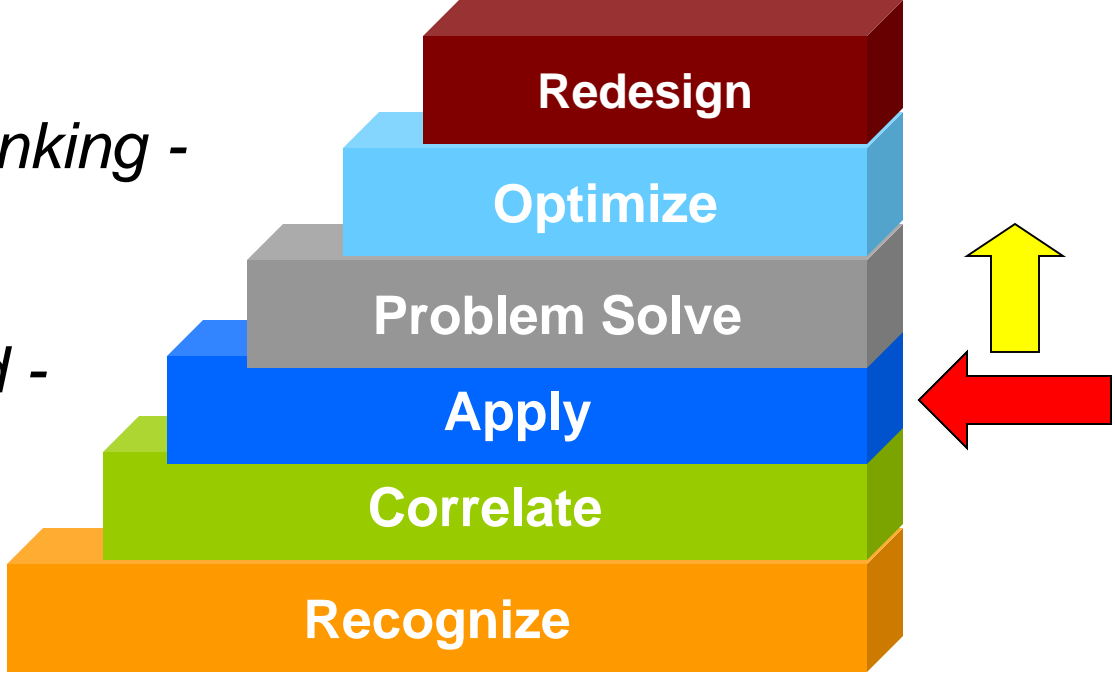 Redesign
nking -
Optimize
Problem Solve
d -
Apply
Correlate
Recognize